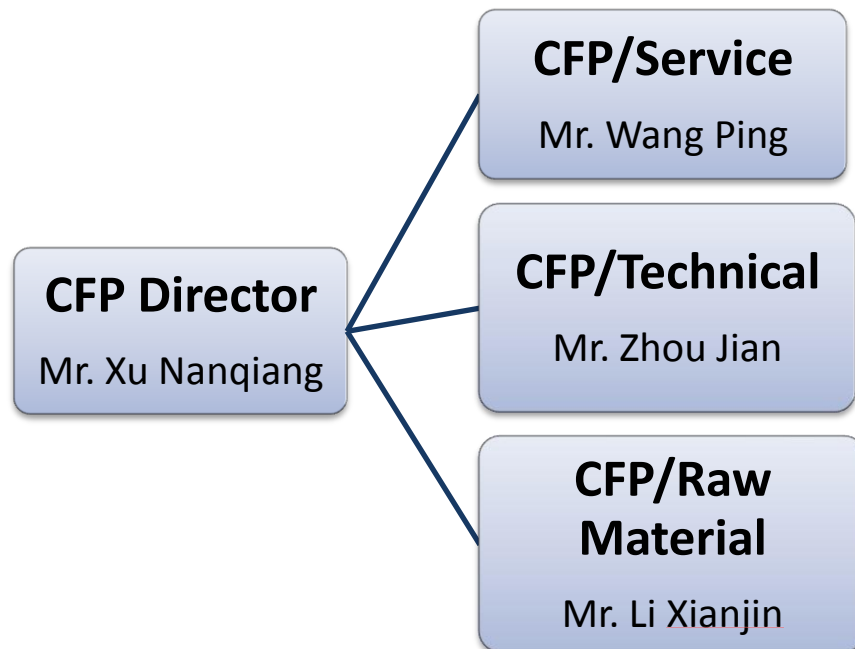 CFP/Service
Mr. Wang Ping
CFP/Technical
Mr. Zhou Jian
CFP Director
Mr. Xu Nanqiang
CFP/Raw
Material
Mr. Li Xianjin